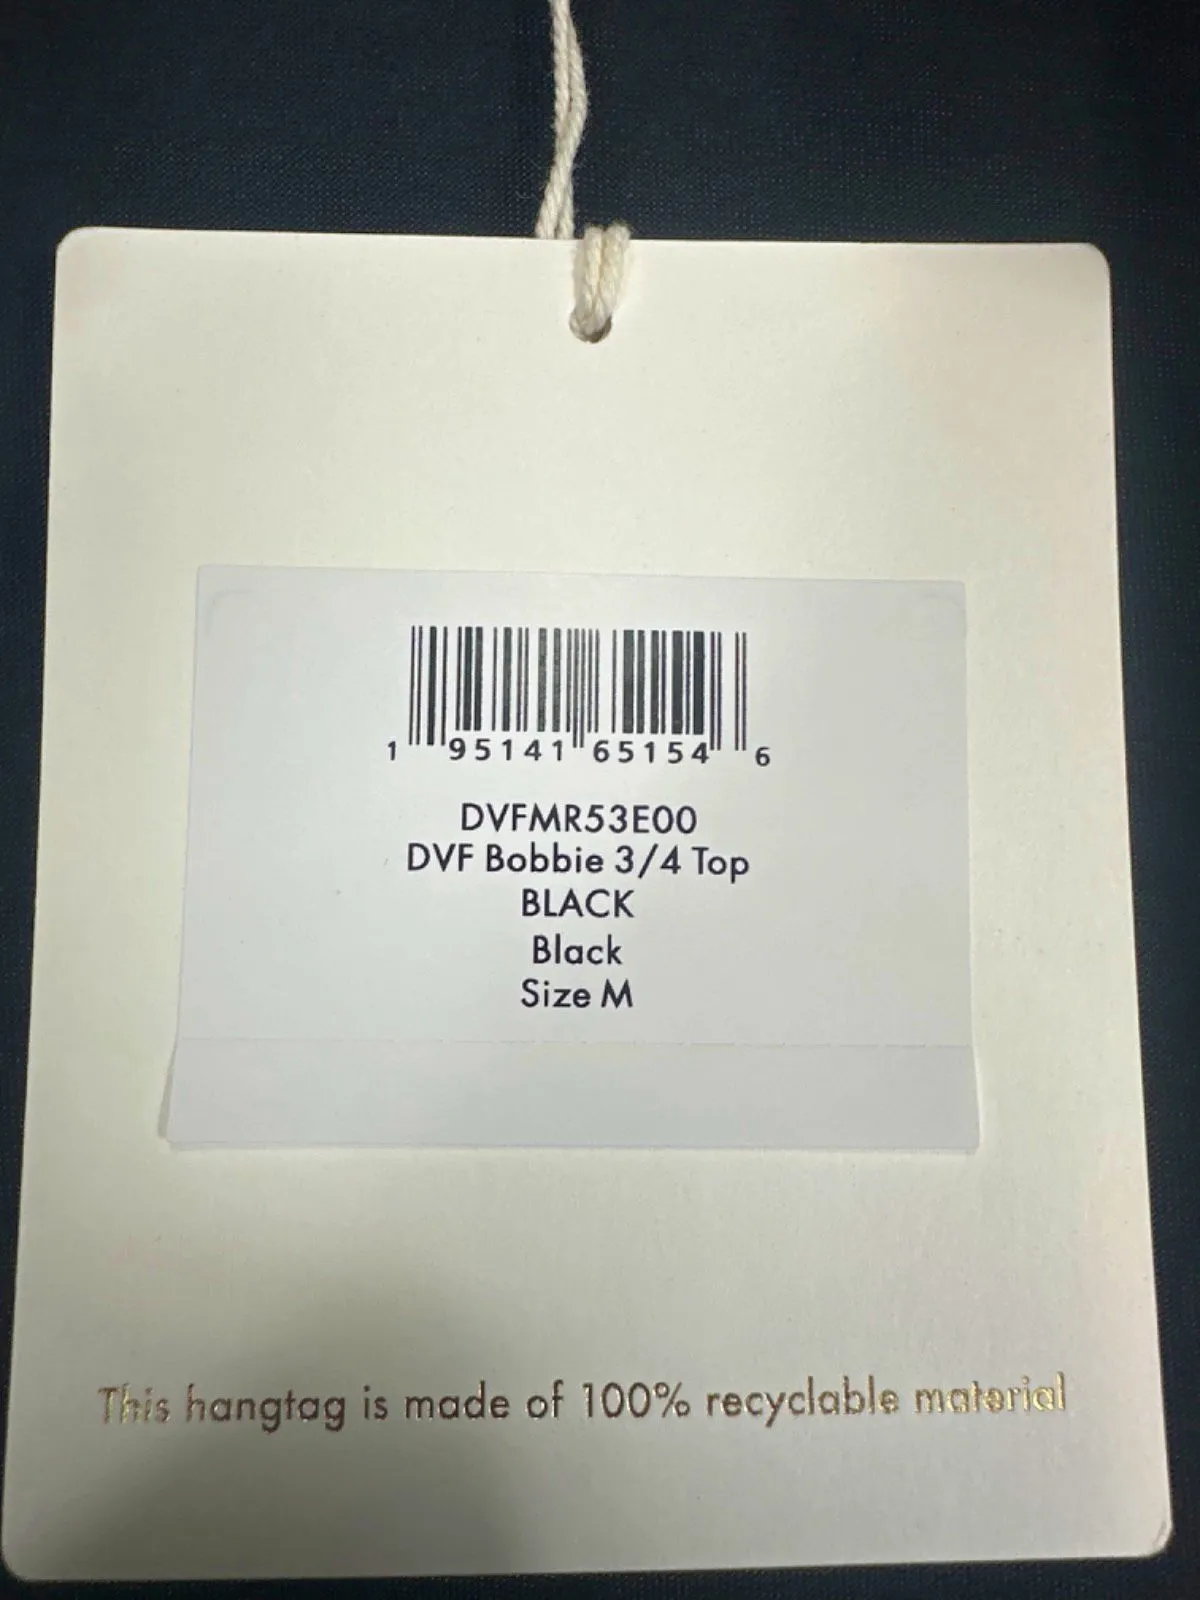 1 95141 65154 6
DVFMR53E00
DVF Bobbie 3/4 Top
BLACK
Black
Size M
This hangtag is made of 100% recyclable material